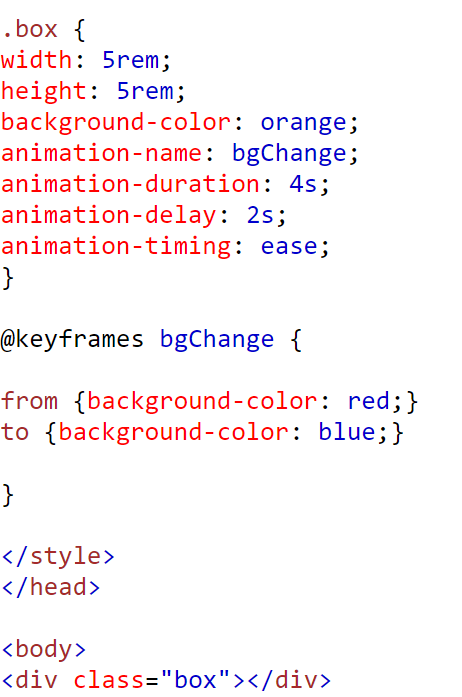 .box {
width: 5rem;
height: 5rem;
background-color: orange;
animation-name: bgChange;
animation-duration: 4s;
animation-delay: 2s;
animation-timing: ease;
}
@keyframes bgChange {
from {background-color: red;}
to {background-color: blue;}
}
</style>
</head>
<body>
<div class="box"></div>